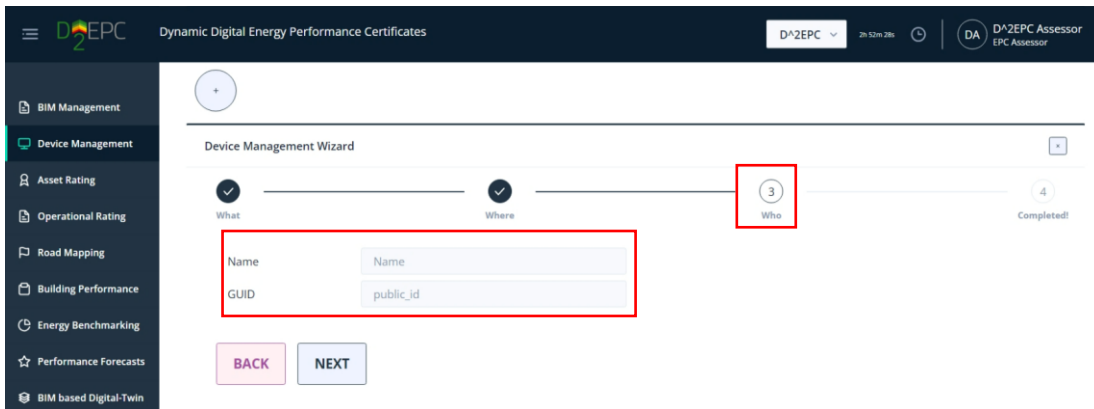 D2EPC
Dynamic Digital Energy Performance Certificates
D^2EPC
2h 52m 28s
DA
D^2EPC Assessor
EPC Assessor
BIM Management
Device Management
Asset Rating
Operational Rating
Road Mapping
Building Performance
Energy Benchmarking
Performance Forecasts
BIM based Digital-Twin
+
Device Management Wizard
x
3
4
What
Where
Who
Completed!
Name
Name
GUID
public_id
BACK
NEXT